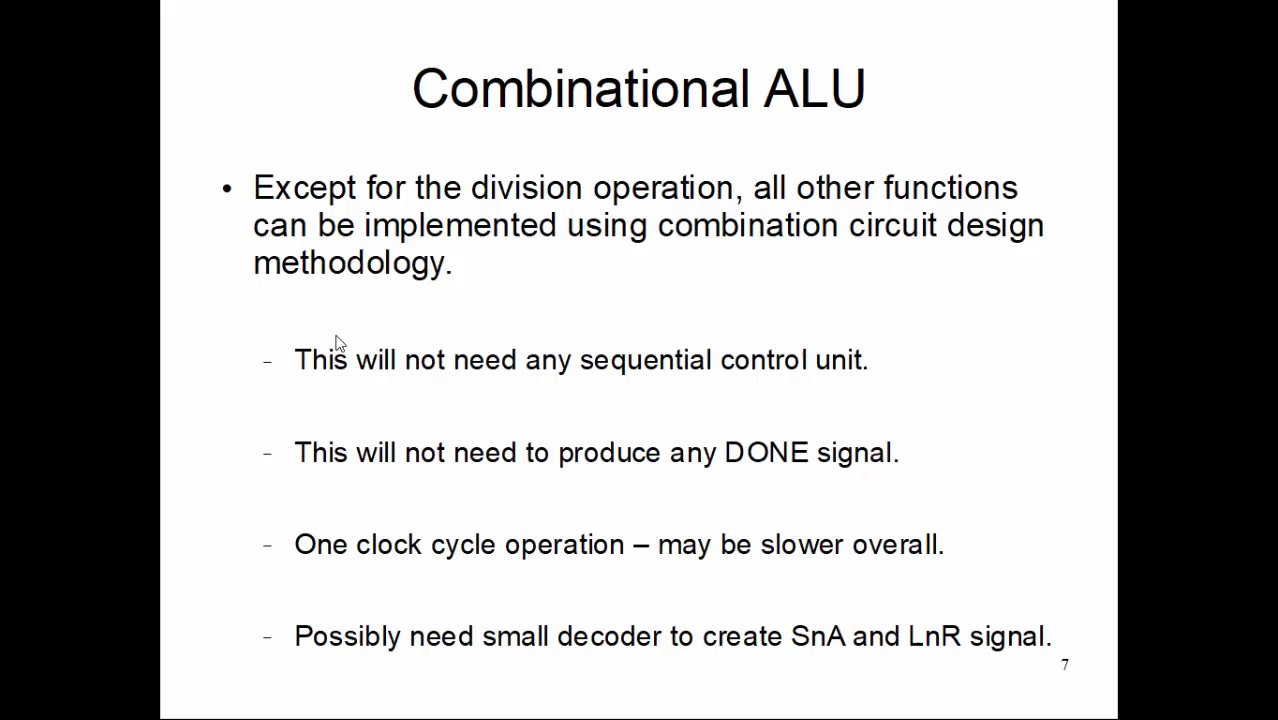 Combinational ALU
• Except for the division operation, all other functions
can be implemented using combination circuit design
methodology.
– This will not need any sequential control unit.
– This will not need to produce any DONE signal.
– One clock cycle operation – may be slower overall.
– Possibly need small decoder to create SnA and LnR signal.
7